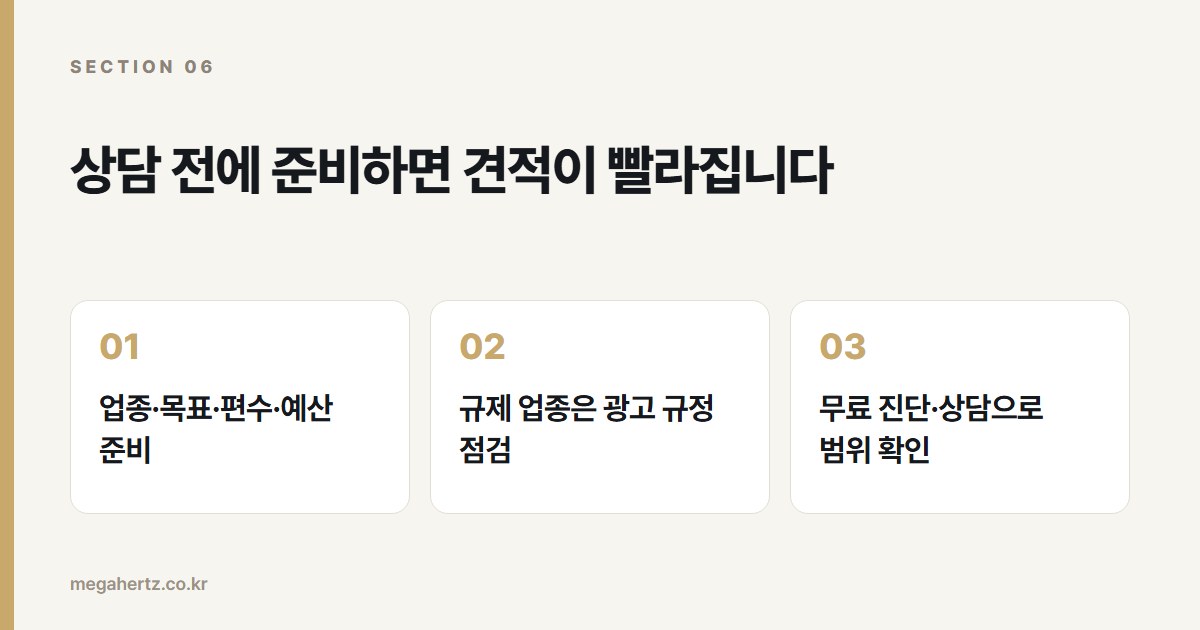 SECTION 06
상담 전에 준비하면 견적이 빨라집니다
01
업종·목표·편수·예산
준비
02
규제 업종은 광고 규정
점검
03
무료 진단·상담으로
범위 확인
megahertz.co.kr